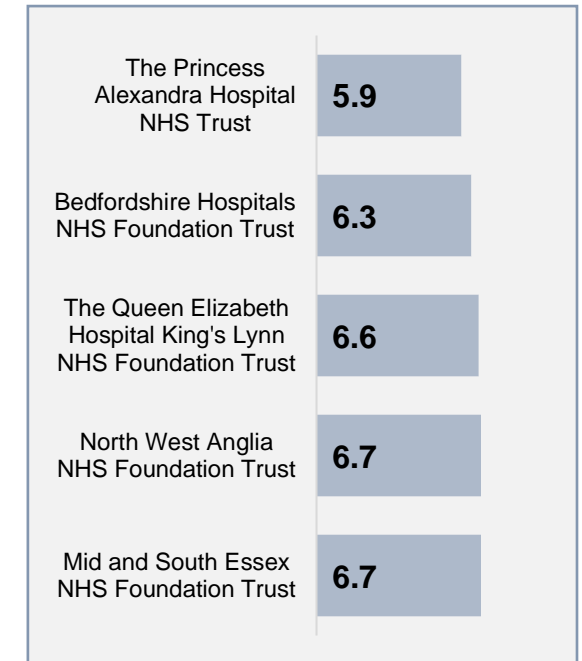 The Princess
Alexandra Hospital
NHS Trust
5.9
Bedfordshire Hospitals
NHS Foundation Trust
6.3
The Queen Elizabeth
Hospital King's Lynn
NHS Foundation Trust
6.6
North West Anglia
NHS Foundation Trust
6.7
Mid and South Essex
NHS Foundation Trust
6.7